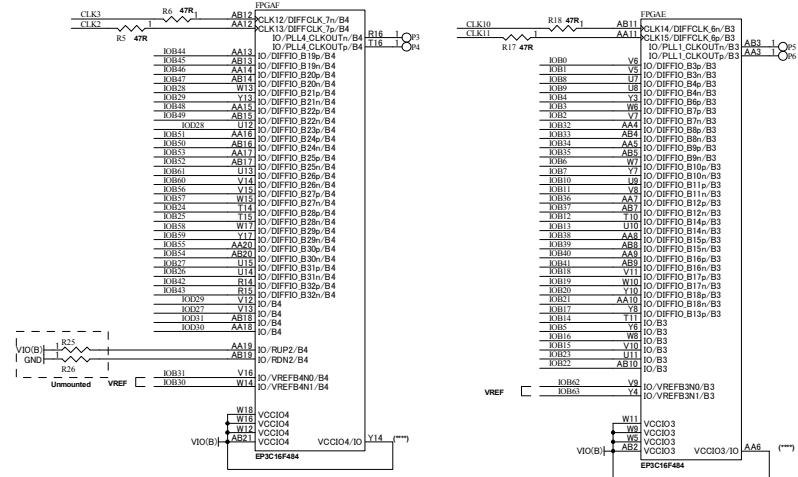 FPGAF
CLK3 R6 47R 1 AB12 CLK12/DIFFCLK_7n/B4
CLK2 R5 47R 1 AA12 CLK13/DIFFCLK_7p/B4
IO/PLL4_CLKOUTn/B4 R16 1 P3
IO/PLL4_CLKOUTp/B4 T16 1 P4
IOB44 AA13 IO/DIFFIO_B19p/B4
IOB45 AB13 IO/DIFFIO_B19n/B4
IOB46 AA14 IO/DIFFIO_B20p/B4
IOB47 AB14 IO/DIFFIO_B20n/B4
IOB28 W13 IO/DIFFIO_B21p/B4
IOB29 Y13 IO/DIFFIO_B21n/B4
IOB48 AA15 IO/DIFFIO_B22p/B4
IOB49 AB15 IO/DIFFIO_B22n/B4
IOD28 U12 IO/DIFFIO_B23p/B4
IOB51 AA16 IO/DIFFIO_B24p/B4
IOB50 AB16 IO/DIFFIO_B24n/B4
IOB53 AA17 IO/DIFFIO_B25p/B4
IOB52 AB17 IO/DIFFIO_B25n/B4
IOB61 U13 IO/DIFFIO_B26p/B4
IOB60 V14 IO/DIFFIO_B26n/B4
IOB56 V15 IO/DIFFIO_B27p/B4
IOB57 W15 IO/DIFFIO_B27n/B4
IOB24 T14 IO/DIFFIO_B28p/B4
IOB25 T15 IO/DIFFIO_B28n/B4
IOB58 W17 IO/DIFFIO_B29p/B4
IOB59 Y17 IO/DIFFIO_B29n/B4
IOB55 AA20 IO/DIFFIO_B30p/B4
IOB54 AB20 IO/DIFFIO_B30n/B4
IOB27 U15 IO/DIFFIO_B31p/B4
IOB26 U14 IO/DIFFIO_B31n/B4
IOB42 R14 IO/DIFFIO_B32p/B4
IOB43 R15 IO/DIFFIO_B32n/B4
IOD29 V12 IO/B4
IOD27 V13 IO/B4
IOD31 AB18 IO/B4
IOD30 AA18 IO/B4
VIO(B) 1 R25 AA19 IO/RUP2/B4
GND 1 R26 AB19 IO/RDN2/B4
Unmounted
VREF
IOB31 V16 IO/VREFB4N0/B4
IOB30 W14 IO/VREFB4N1/B4
W18 VCCIO4
W16 VCCIO4
W12 VCCIO4
VIO(B) AB21 VCCIO4 VCCIO4/IO Y14 (****)
EP3C16F484
FPGAE
CLK10 R18 47R 1 AB11 CLK14/DIFFCLK_6n/B3
CLK11 R17 47R 1 AA11 CLK15/DIFFCLK_6p/B3
IO/PLL1_CLKOUTn/B3 AB3 1 P5
IO/PLL1_CLKOUTp/B3 AA3 1 P6
IOB0 V6 IO/DIFFIO_B3p/B3
IOB1 V5 IO/DIFFIO_B3n/B3
IOB8 U7 IO/DIFFIO_B4p/B3
IOB9 U8 IO/DIFFIO_B4n/B3
IOB4 Y3 IO/DIFFIO_B6p/B3
IOB3 W6 IO/DIFFIO_B7p/B3
IOB2 V7 IO/DIFFIO_B7n/B3
IOB32 AA4 IO/DIFFIO_B8p/B3
IOB33 AB4 IO/DIFFIO_B8n/B3
IOB34 AA5 IO/DIFFIO_B9p/B3
IOB35 AB5 IO/DIFFIO_B9n/B3
IOB6 W7 IO/DIFFIO_B10p/B3
IOB7 Y7 IO/DIFFIO_B10n/B3
IOB10 U9 IO/DIFFIO_B11p/B3
IOB11 V8 IO/DIFFIO_B11n/B3
IOB36 AA7 IO/DIFFIO_B12p/B3
IOB37 AB7 IO/DIFFIO_B12n/B3
IOB12 T10 IO/DIFFIO_B14p/B3
IOB13 U10 IO/DIFFIO_B14n/B3
IOB38 AA8 IO/DIFFIO_B15p/B3
IOB39 AB8 IO/DIFFIO_B15n/B3
IOB40 AA9 IO/DIFFIO_B16p/B3
IOB41 AB9 IO/DIFFIO_B16n/B3
IOB18 V11 IO/DIFFIO_B17p/B3
IOB19 W10 IO/DIFFIO_B17n/B3
IOB20 Y10 IO/DIFFIO_B18n/B3
IOB21 AA10 IO/DIFFIO_B18p/B3
IOB17 Y8 IO/DIFFIO_B13p/B3
IOB14 T11 IO/B3
IOB5 Y6 IO/B3
IOB16 W8 IO/B3
IOB15 V10 IO/B3
IOB23 U11 IO/B3
IOB22 AB10 IO/B3
VREF
IOB62 V9 IO/VREFB3N0/B3
IOB63 Y4 IO/VREFB3N1/B3
W11 VCCIO3
W9 VCCIO3
W5 VCCIO3
VIO(B) AB2 VCCIO3 VCCIO3/IO AA6 (****)
EP3C16F484